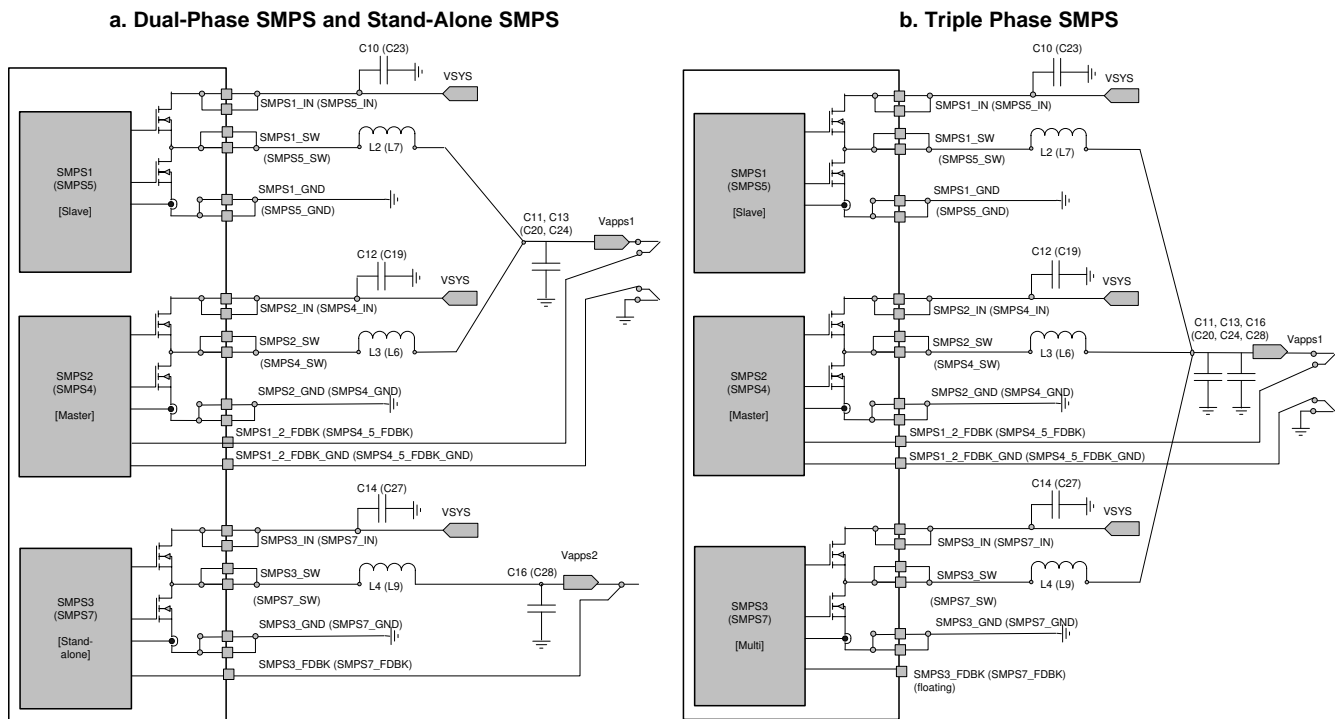 a. Dual-Phase SMPS and Stand-Alone SMPS
C10 (C23)
VSYS
SMPS1_IN (SMPS5_IN)
SMPS1
(SMPS5)
[Slave]
SMPS1_SW
(SMPS5_SW)
L2 (L7)
SMPS1_GND
(SMPS5_GND)
C11, C13
(C20, C24)
Vapps1
C12 (C19)
VSYS
SMPS2_IN (SMPS4_IN)
SMPS2
(SMPS4)
[Master]
SMPS2_SW
(SMPS4_SW)
L3 (L6)
SMPS2_GND (SMPS4_GND)
SMPS1_2_FDBK (SMPS4_5_FDBK)
SMPS1_2_FDBK_GND (SMPS4_5_FDBK_GND)
C14 (C27)
VSYS
SMPS3_IN (SMPS7_IN)
SMPS3
(SMPS7)
[Stand-
alone]
SMPS3_SW
(SMPS7_SW)
L4 (L9)
C16 (C28)
Vapps2
SMPS3_GND (SMPS7_GND)
SMPS3_FDBK (SMPS7_FDBK)
b. Triple Phase SMPS
C10 (C23)
VSYS
SMPS1_IN (SMPS5_IN)
SMPS1
(SMPS5)
[Slave]
SMPS1_SW
(SMPS5_SW)
L2 (L7)
SMPS1_GND
(SMPS5_GND)
C12 (C19)
VSYS
SMPS2_IN (SMPS4_IN)
SMPS2
(SMPS4)
[Master]
SMPS2_SW
(SMPS4_SW)
L3 (L6)
C11, C13, C16
(C20, C24, C28)
Vapps1
SMPS2_GND (SMPS4_GND)
SMPS1_2_FDBK (SMPS4_5_FDBK)
SMPS1_2_FDBK_GND (SMPS4_5_FDBK_GND)
C14 (C27)
VSYS
SMPS3_IN (SMPS7_IN)
SMPS3
(SMPS7)
[Multi]
SMPS3_SW
(SMPS7_SW)
L4 (L9)
SMPS3_GND (SMPS7_GND)
SMPS3_FDBK (SMPS7_FDBK)
(floating)